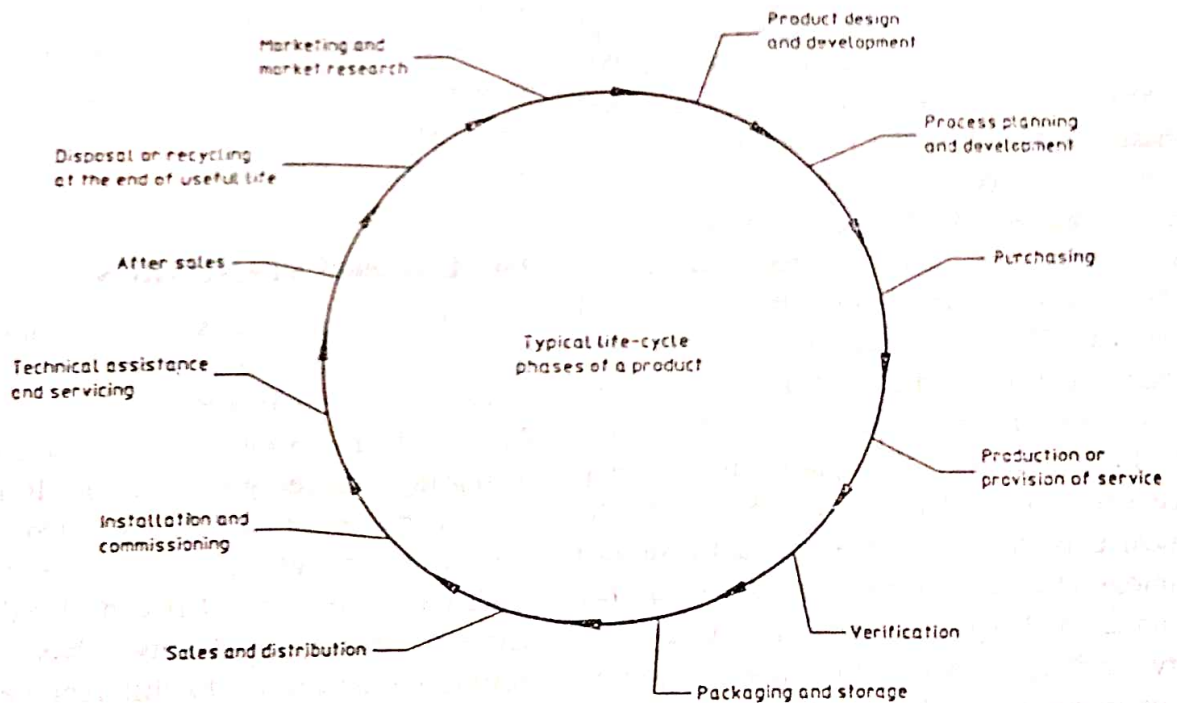 Product design
and development
Marketing and
market research
Process planning
and development
Disposal or recycling
at the end of useful life
After sales
Purchasing
Typical life-cycle
phases of a product
Technical assistance
and servicing
Production or
provision of service
Installation and
commissioning
Verification
Sales and distribution
Packaging and storage